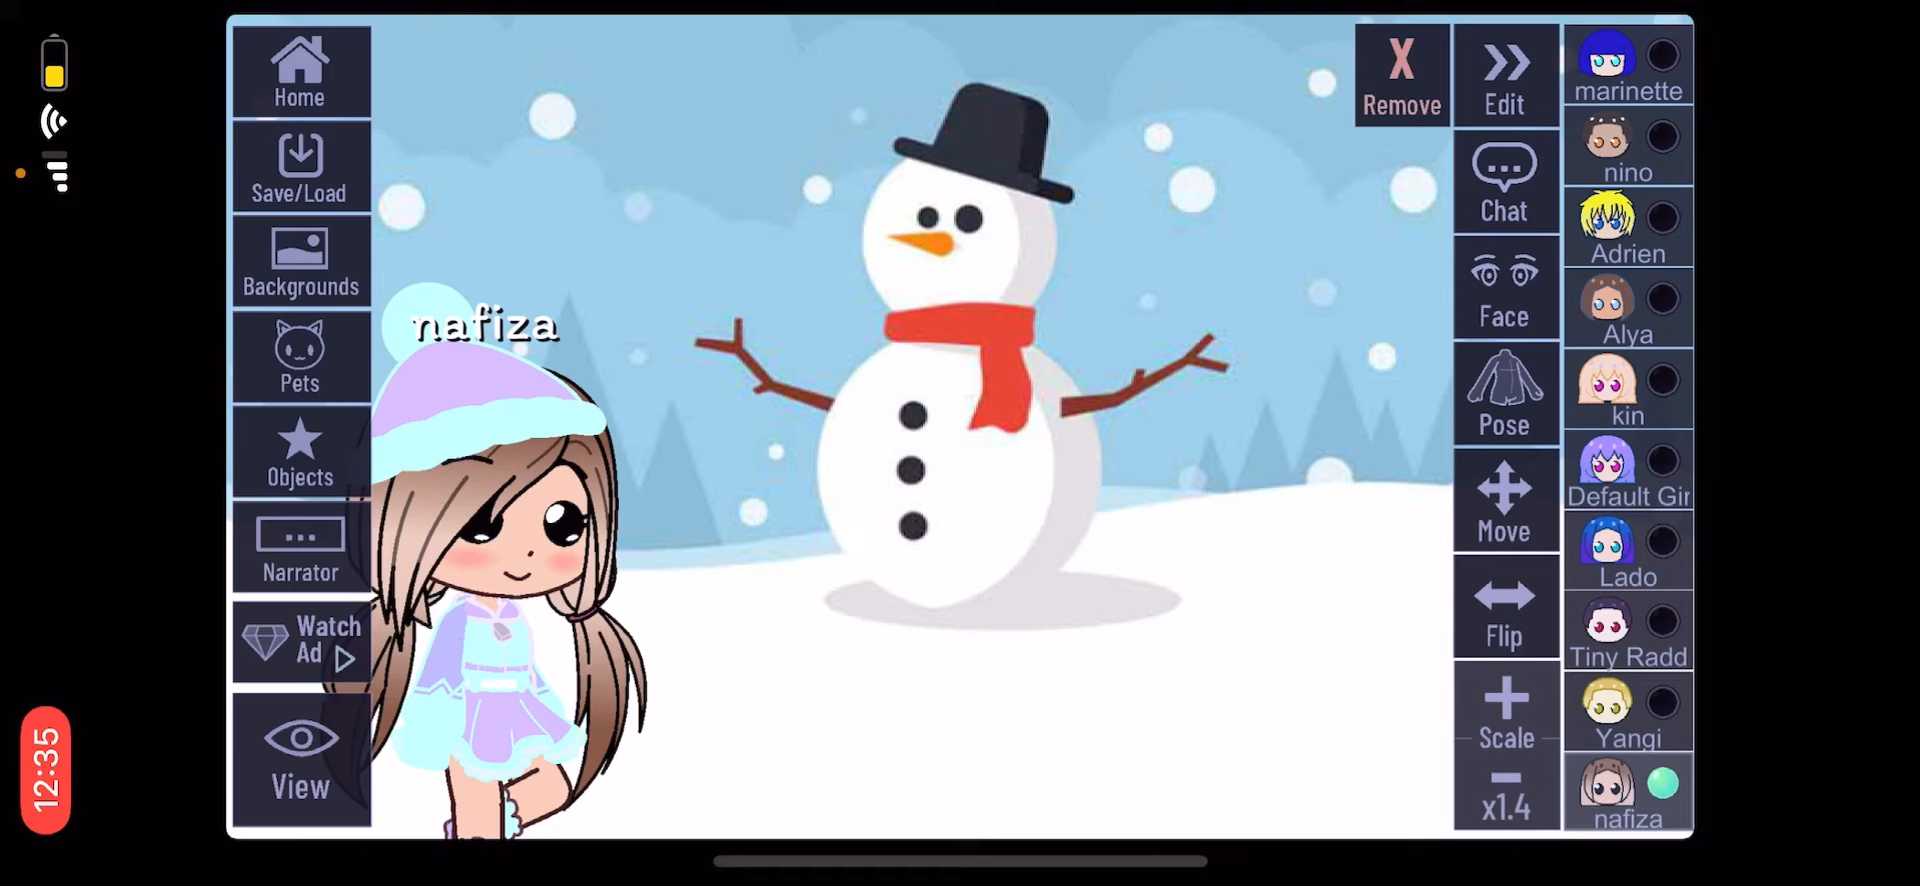 12:35
Home
Save/Load
Backgrounds
Pets
Objects
Narrator
Watch
Ad
View
nafiza
X
Remove
Edit
Chat
Face
Pose
Move
Flip
Scale
x1.4
marinette
nino
Adrien
Alya
kin
Default Gir
Lado
Tiny Radd
Yangi
nafiza